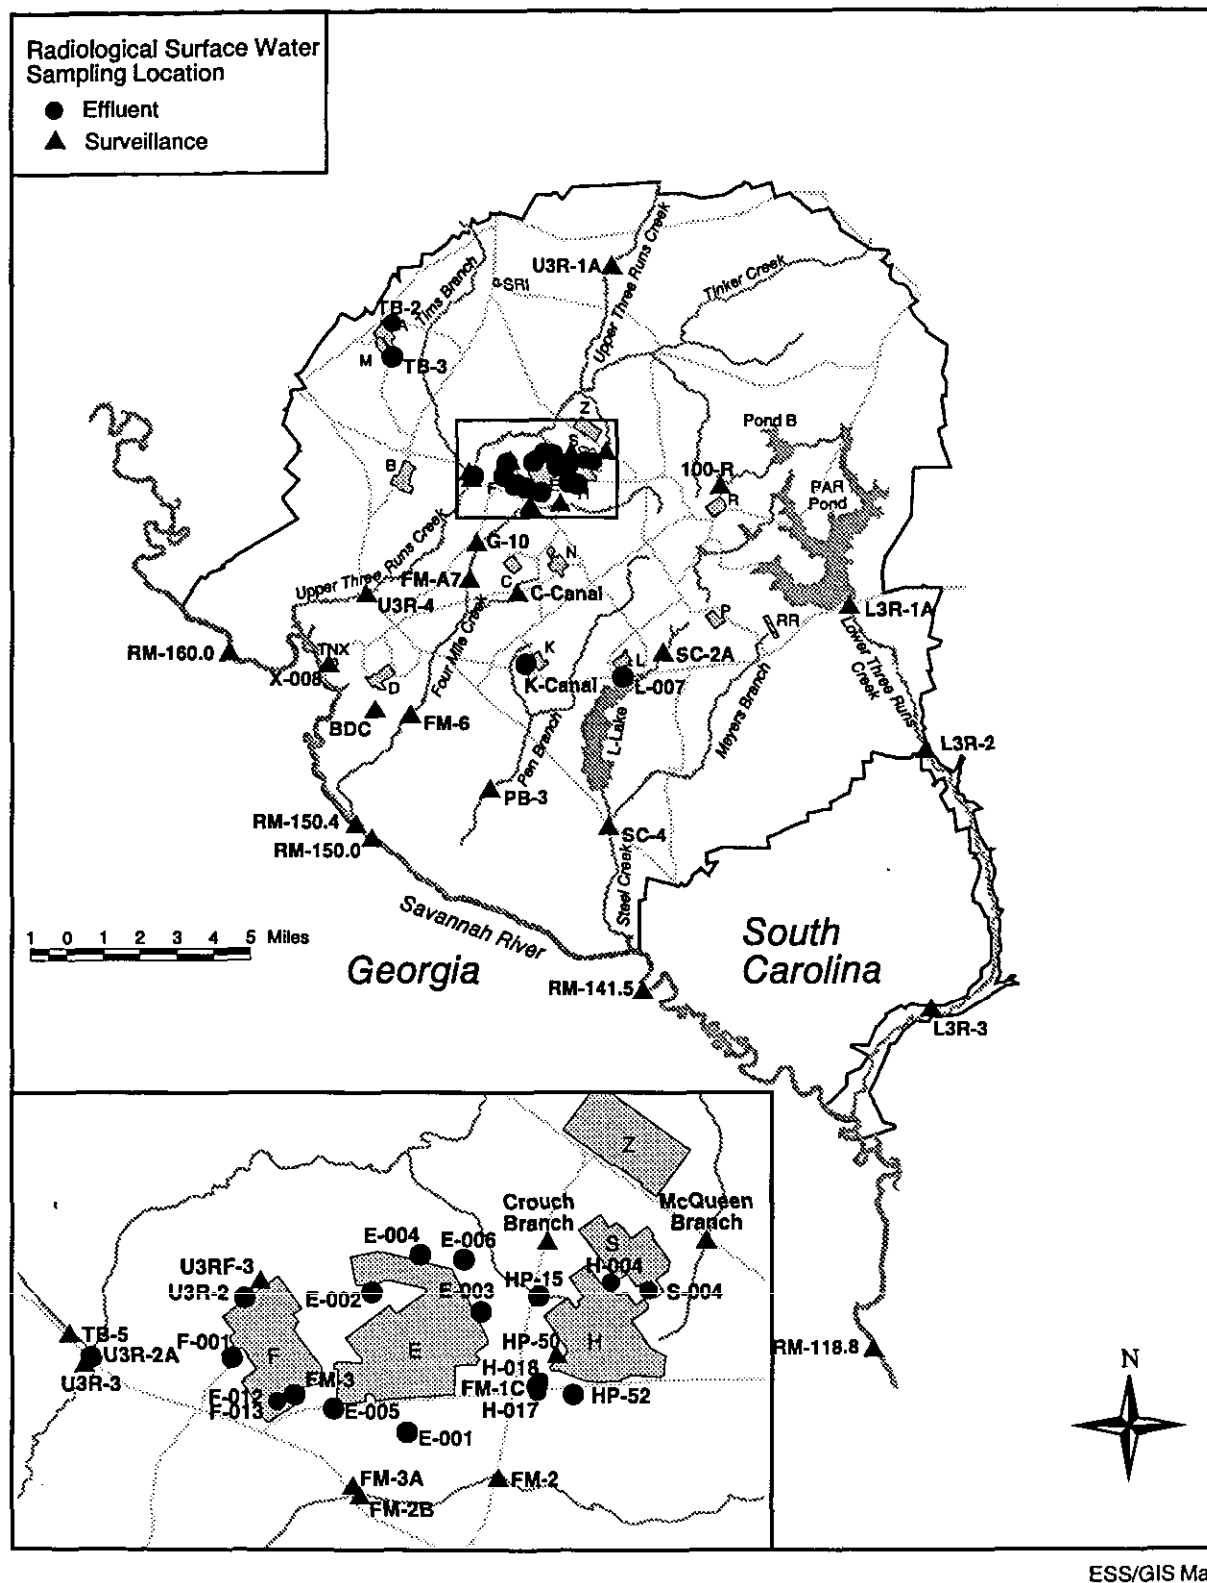 Radiological Surface Water
Sampling Location
Effluent
Surveillance
U3R-1A
Upper Three Runs Creek
Tinker Creek
Tims Branch
SRI
TB-2
A
M
TB-3
Z
S
Pond B
B
F
E
H
100-R
R
PAR
Pond
G-10
N
Upper Three Runs Creek
FM-A7
C
C-Canal
U3R-4
P
RR
L3R-1A
RM-160.0
TNX
X-008
D
Four Mile Creek
K
K-Canal
L
SC-2A
L-007
Lower Three Runs
Creek
BDC
FM-6
Pen Branch
L-Lake
Meyers Branch
L3R-2
PB-3
RM-150.4
RM-150.0
SC-4
Steel Creek
Savannah River
1 0 1 2 3 4 5 Miles
Georgia
South
Carolina
RM-141.5
L3R-3
Z
Crouch
Branch
McQueen
Branch
E-004
E-006
S
H-004
U3RF-3
U3R-2
E-002
E-003
HP-15
S-004
TB-5
U3R-2A
U3R-3
F-001
F
E
HP-50
H
H-018
FM-1C
H-017
HP-52
FM-3
F-012
F-013
E-005
E-001
FM-3A
FM-2B
FM-2
RM-118.8
N
ESS/GIS Ma